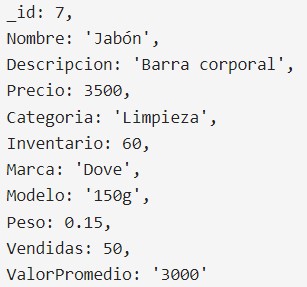 _id: 7,
Nombre: 'Jabón',
Descripcion: 'Barra corporal',
Precio: 3500,
Categoria: 'Limpieza',
Inventario: 60,
Marca: 'Dove',
Modelo: '150g',
Peso: 0.15,
Vendidas: 50,
ValorPromedio: '3000'